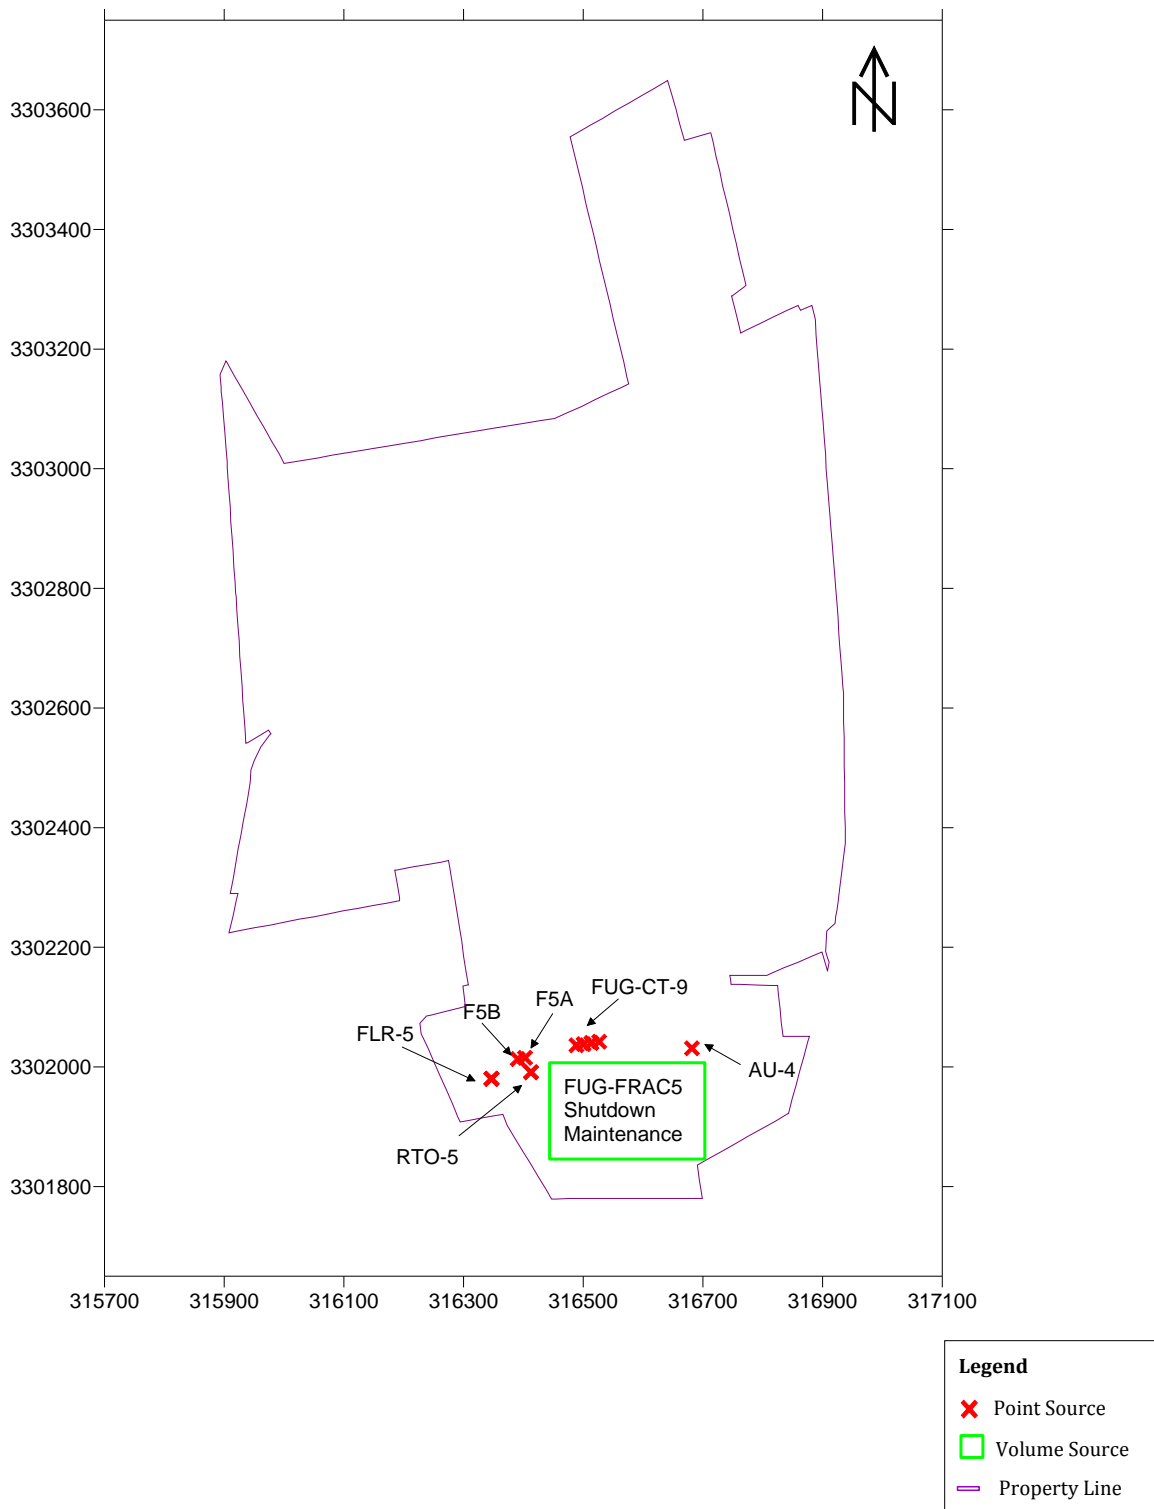 N
3303600
3303400
3303200
3303000
3302800
3302600
3302400
3302200
3302000
3301800
FUG-CT-9
F5A
F5B
FLR-5
AU-4
FUG-FRAC5
Shutdown
Maintenance
RTO-5
315700 315900 316100 316300 316500 316700 316900 317100
Legend
Point Source
Volume Source
Property Line